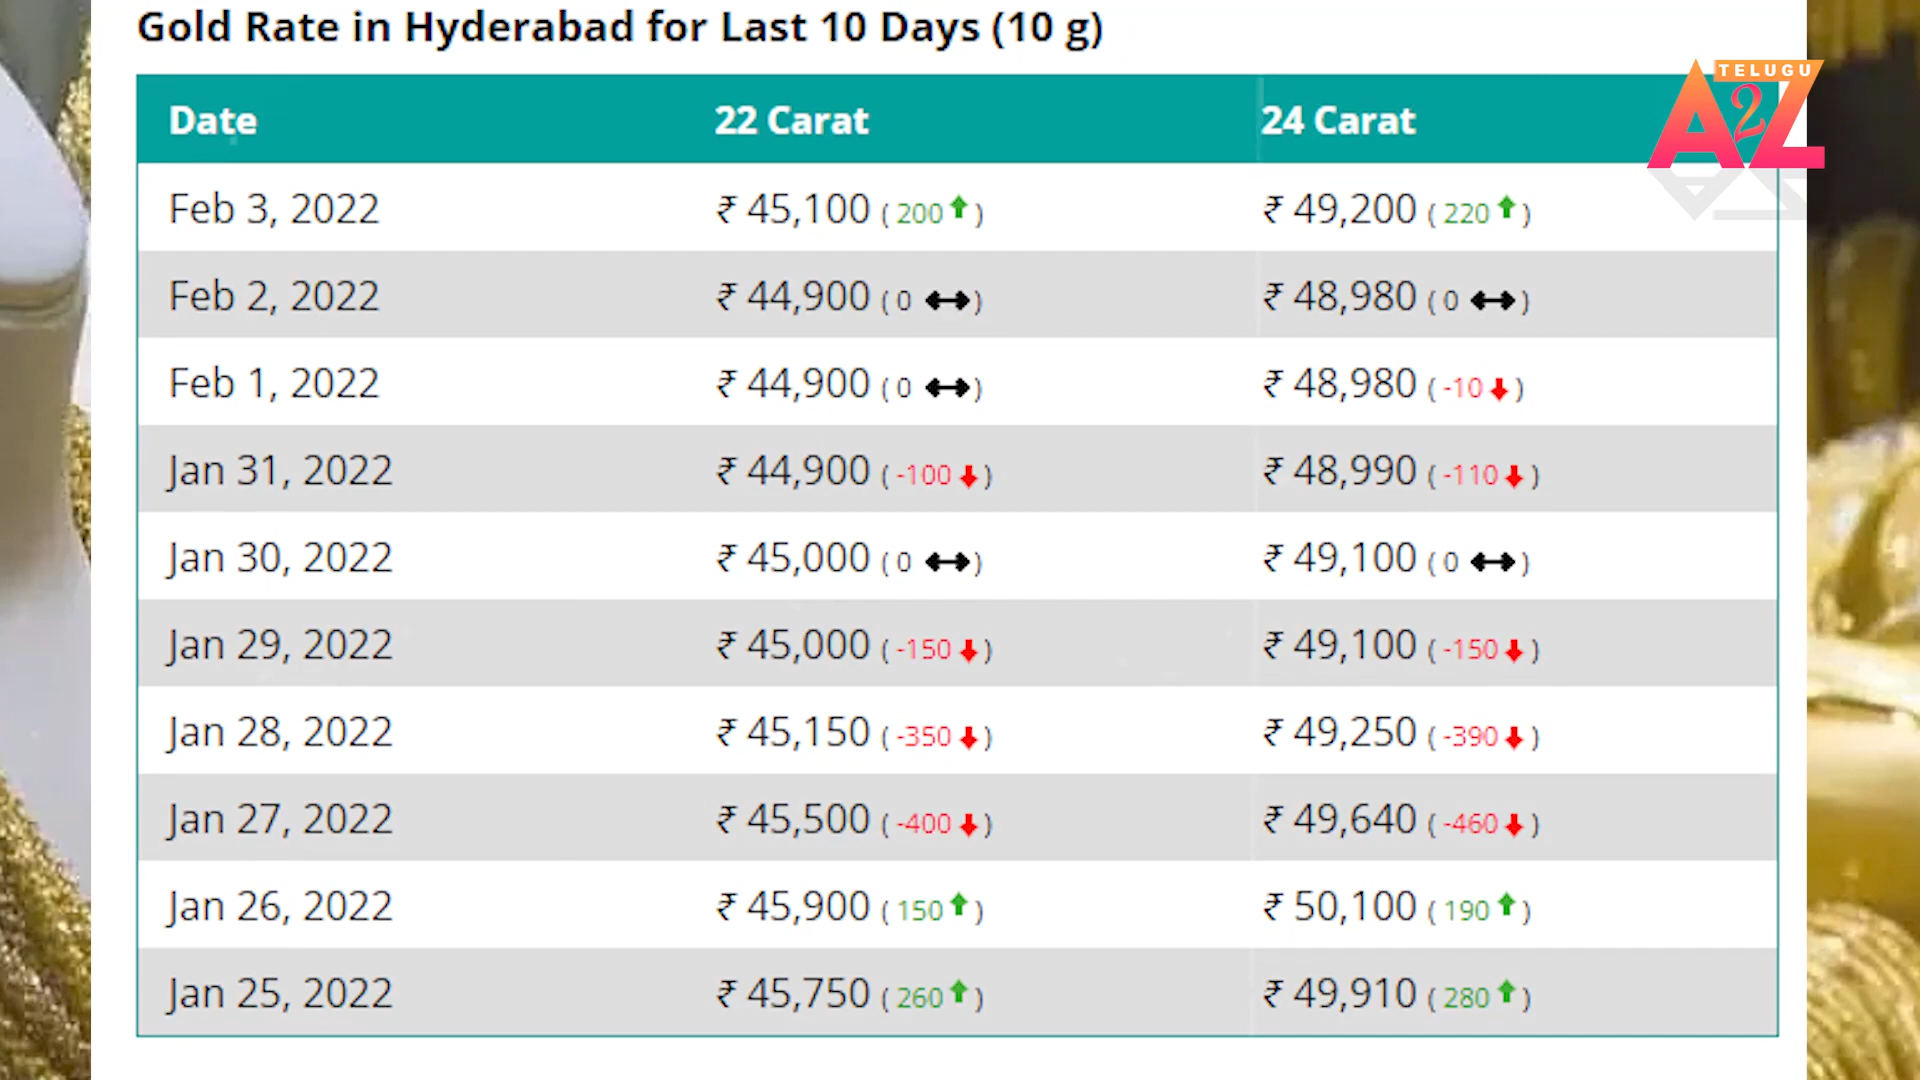 Gold Rate in Hyderabad for Last 10 Days (10 g)
TELUGU
A2Z
Date 22 Carat 24 Carat
Feb 3, 2022 ₹ 45,100 ( 200 ⬆ ) ₹ 49,200 ( 220 ⬆ )
Feb 2, 2022 ₹ 44,900 ( 0 ↔ ) ₹ 48,980 ( 0 ↔ )
Feb 1, 2022 ₹ 44,900 ( 0 ↔ ) ₹ 48,980 ( -10 ⬇ )
Jan 31, 2022 ₹ 44,900 ( -100 ⬇ ) ₹ 48,990 ( -110 ⬇ )
Jan 30, 2022 ₹ 45,000 ( 0 ↔ ) ₹ 49,100 ( 0 ↔ )
Jan 29, 2022 ₹ 45,000 ( -150 ⬇ ) ₹ 49,100 ( -150 ⬇ )
Jan 28, 2022 ₹ 45,150 ( -350 ⬇ ) ₹ 49,250 ( -390 ⬇ )
Jan 27, 2022 ₹ 45,500 ( -400 ⬇ ) ₹ 49,640 ( -460 ⬇ )
Jan 26, 2022 ₹ 45,900 ( 150 ⬆ ) ₹ 50,100 ( 190 ⬆ )
Jan 25, 2022 ₹ 45,750 ( 260 ⬆ ) ₹ 49,910 ( 280 ⬆ )